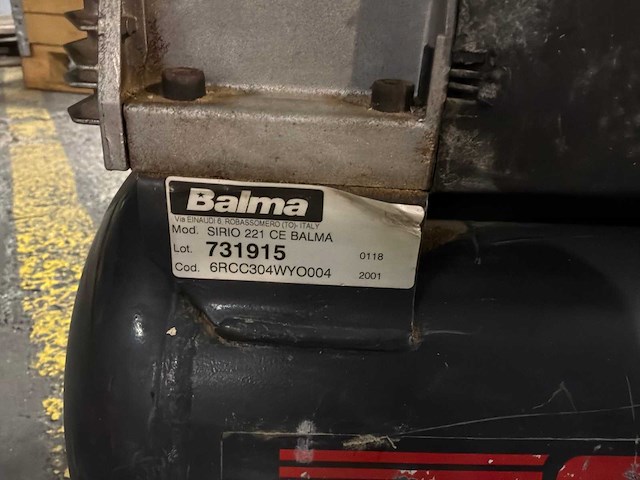 Balma
Via EINAUDI 6, ROBASSOMERO (TO)- ITALY
Mod. SIRIO 221 CE BALMA
Lot. 731915 0118
Cod. 6RCC304WYO004 2001